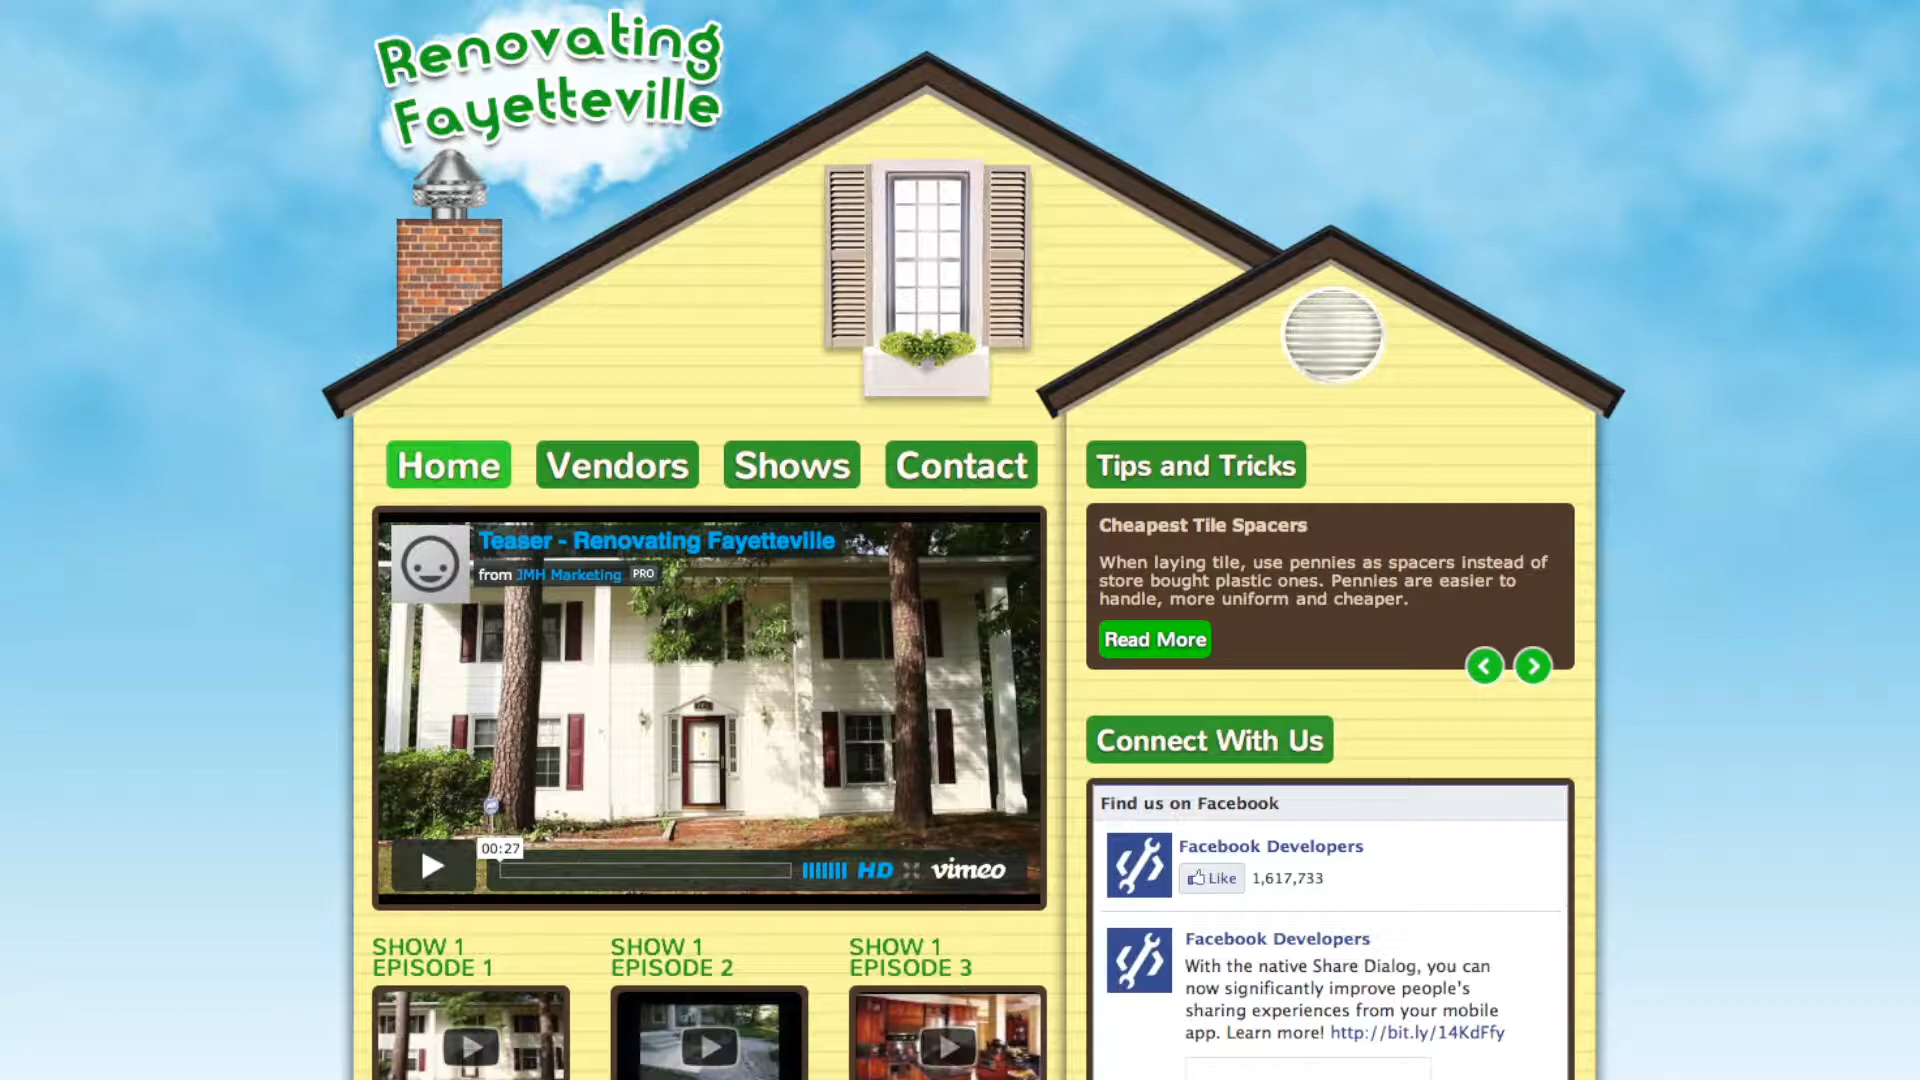 Renovating
Fayetteville
Home
Vendors
Shows
Contact
Teaser - Renovating Fayetteville
from JMH Marketing PRO
00:27
HD
vimeo
SHOW 1
EPISODE 1
SHOW 1
EPISODE 2
SHOW 1
EPISODE 3
Tips and Tricks
Cheapest Tile Spacers
When laying tile, use pennies as spacers instead of
store bought plastic ones. Pennies are easier to
handle, more uniform and cheaper.
Read More
Connect With Us
Find us on Facebook
Facebook Developers
Like 1,617,733
Facebook Developers
With the native Share Dialog, you can
now significantly improve people's
sharing experiences from your mobile
app. Learn more! http://bit.ly/14KdFfy